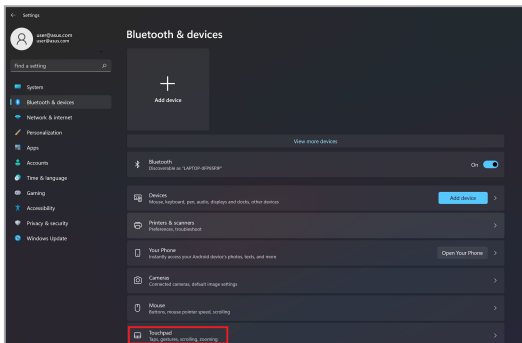 Settings
user@asus.com
user@asus.com
Find a setting
System
Bluetooth & devices
Network & internet
Personalization
Apps
Accounts
Time & language
Gaming
Accessibility
Privacy & security
Windows Update
Bluetooth & devices
Add device
View more devices
Bluetooth
On
Devices
Mouse, keyboard, pen, audio, displays and docks, other devices
Add device
Printers & scanners
Preferences, troubleshoot
Your Phone
Instantly access your Android device's photos, texts, and more
Open Your Phone
Cameras
Connected cameras, default image settings
Mouse
Buttons, mouse pointer speed, scrolling
Touchpad
Taps, gestures, scrolling, zooming